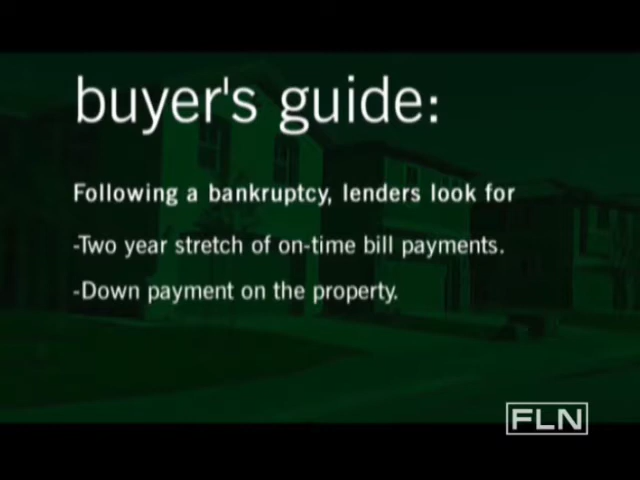 buyer's guide:
Following a bankruptcy, lenders look for
-Two year stretch of on-time bill payments.
-Down payment on the property.
FLN